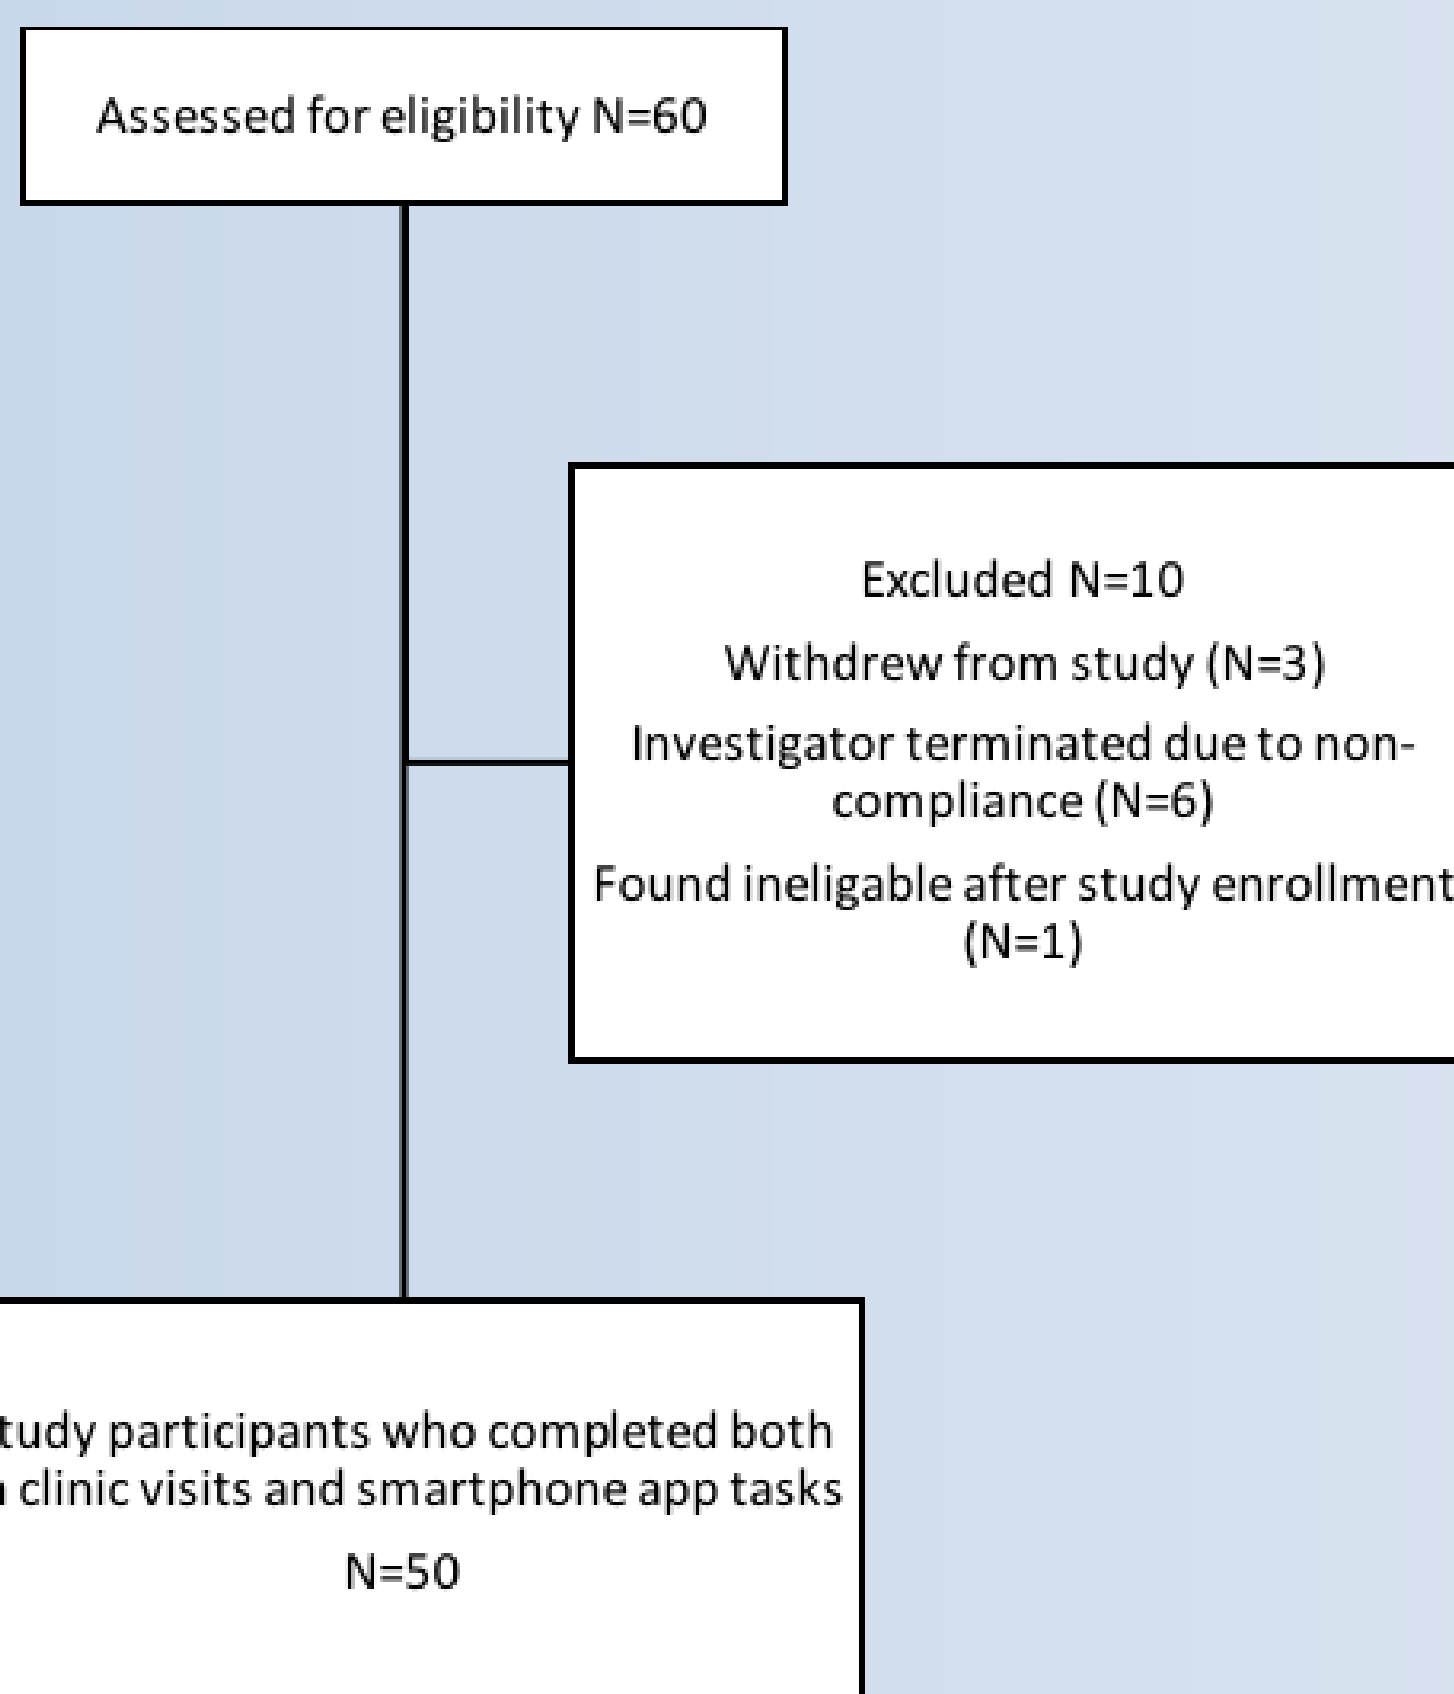 Assessed for eligibility N=60
Excluded N=10
Withdrew from study (N=3)
Investigator terminated due to non-
compliance (N=6)
Found ineligable after study enrollment
(N=1)
participants who completed both
clinic visits and smartphone app tasks
N=50